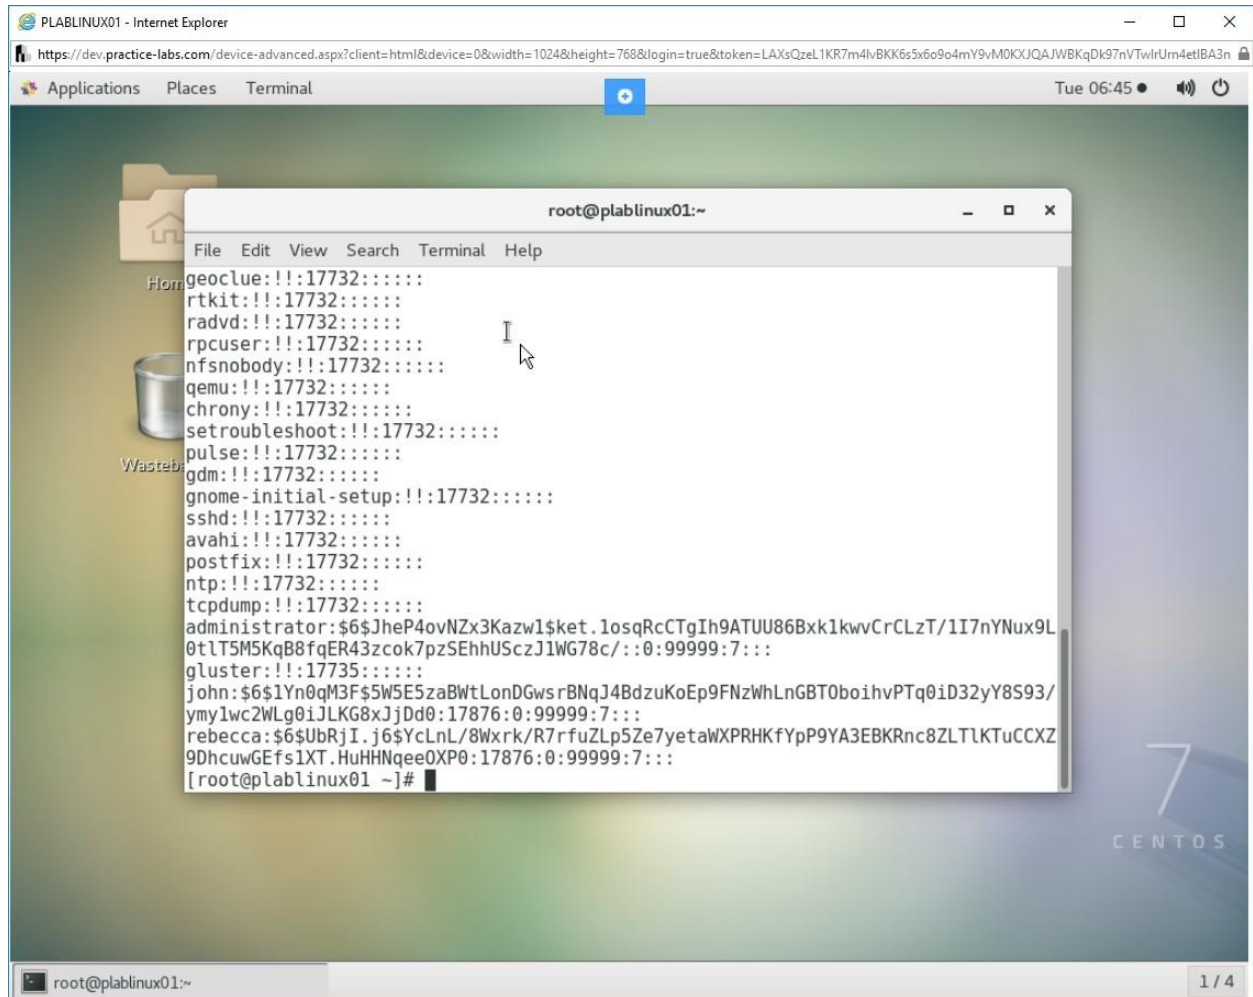 PLABLINUX01 - Internet Explorer
https://dev.practice-labs.com/device-advanced.aspx?client=html&device=0&width=1024&height=768&login=true&token=LAXsQzeL1KR7m4lvBKK6s5x6o9o4mY9vM0KXJQAJWBKqDk97nVTwlrUrn4etlBA3n
Applications Places Terminal
Tue 06:45
Home
root@plablinux01:~
File Edit View Search Terminal Help
geoclue:!!:17732::::::
rtkit:!!:17732::::::
radvd:!!:17732::::::
rpcuser:!!:17732::::::
nfsnobody:!!:17732::::::
qemu:!!:17732::::::
chrony:!!:17732::::::
setroubleshoot:!!:17732::::::
pulse:!!:17732::::::
Wasteb
gdm:!!:17732::::::
gnome-initial-setup:!!:17732::::::
sshd:!!:17732::::::
avahi:!!:17732::::::
postfix:!!:17732::::::
ntp:!!:17732::::::
tcpdump:!!:17732::::::
administrator:$6$JheP4ovNZx3Kazw1$ket.1osqRcCTgIh9ATUU86Bxk1kwvCrCLzT/1I7nYNux9L
0tlT5M5KqB8fqER43zcok7pzSEhhUSczJ1WG78c/::0:99999:7:::
gluster:!!:17735::::::
john:$6$1Yn0qM3F$5W5E5zaBWtLonDGwsrBNqJ4BdzuKoEp9FNzWhLnGBTOboihvPTq0iD32yY8S93/
ymy1wc2WLg0iJLKG8xJjDd0:17876:0:99999:7:::
rebecca:$6$UbRjI.j6$YcLnL/8Wxrk/R7rfuZLp5Ze7yetaWXPRHKfYpP9YA3EBKRnc8ZLTlKTuCCXZ
9DhcuwGEfs1XT.HuHHNqeeOXP0:17876:0:99999:7:::
[root@plablinux01 ~]#
7
CENTOS
root@plablinux01:~
1 / 4